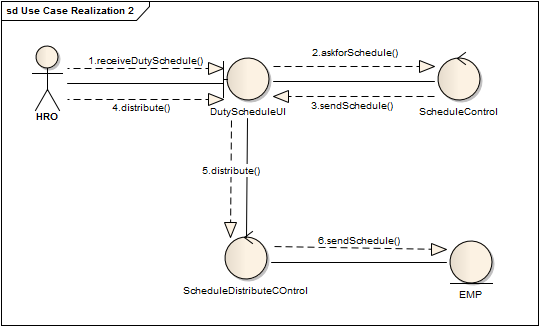 sd Use Case Realization 2
1.receiveDutySchedule()
2.askforSchedule()
4.distribute()
3.sendSchedule()
HRO
DutyScheduleUI
ScheduleControl
5.distribute()
6.sendSchedule()
ScheduleDistributeCOntrol
EMP